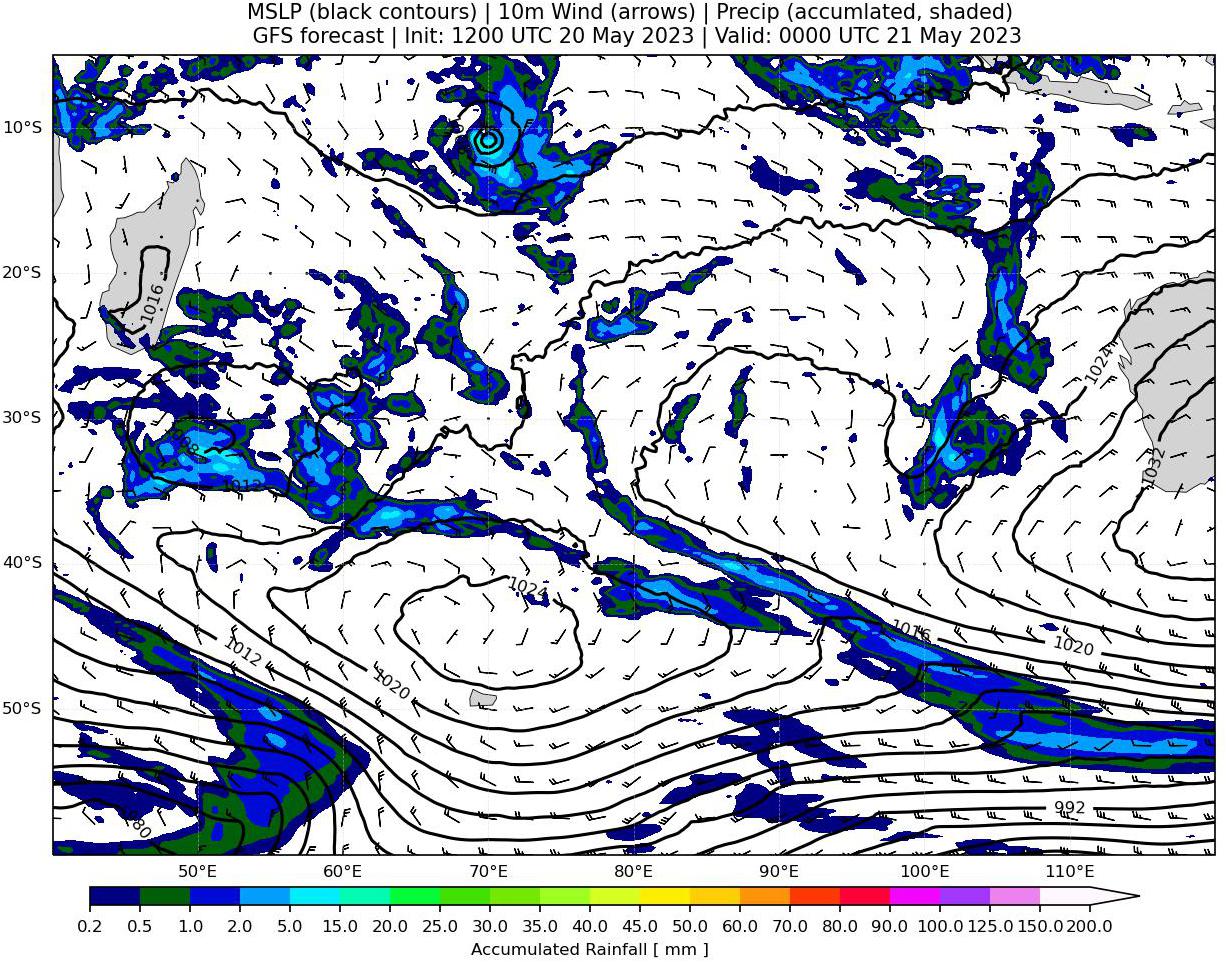 MSLP (black contours) | 10m Wind (arrows) | Precip (accumlated, shaded)
GFS forecast | Init: 1200 UTC 20 May 2023 | Valid: 0000 UTC 21 May 2023
10°S
20°S
1016
1024
30°S
1008
1032
1012
40°S
1024
1016
1012
1020
1020
50°S
980
992
50°E 60°E 70°E 80°E 90°E 100°E 110°E
0.2 0.5 1.0 2.0 5.0 15.0 20.0 25.0 30.0 35.0 40.0 45.0 50.0 60.0 70.0 80.0 90.0 100.0 125.0 150.0 200.0
Accumulated Rainfall [ mm ]